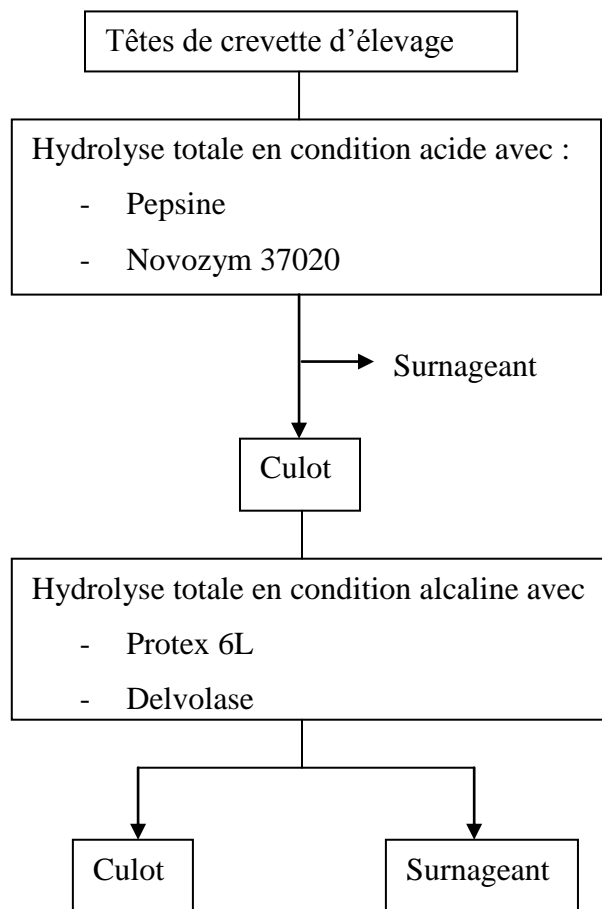 Têtes de crevette d’élevage
Hydrolyse totale en condition acide avec :
- Pepsine
- Novozym 37020
Surnageant
Culot
Hydrolyse totale en condition alcaline avec
- Protex 6L
- Delvolase
Culot
Surnageant